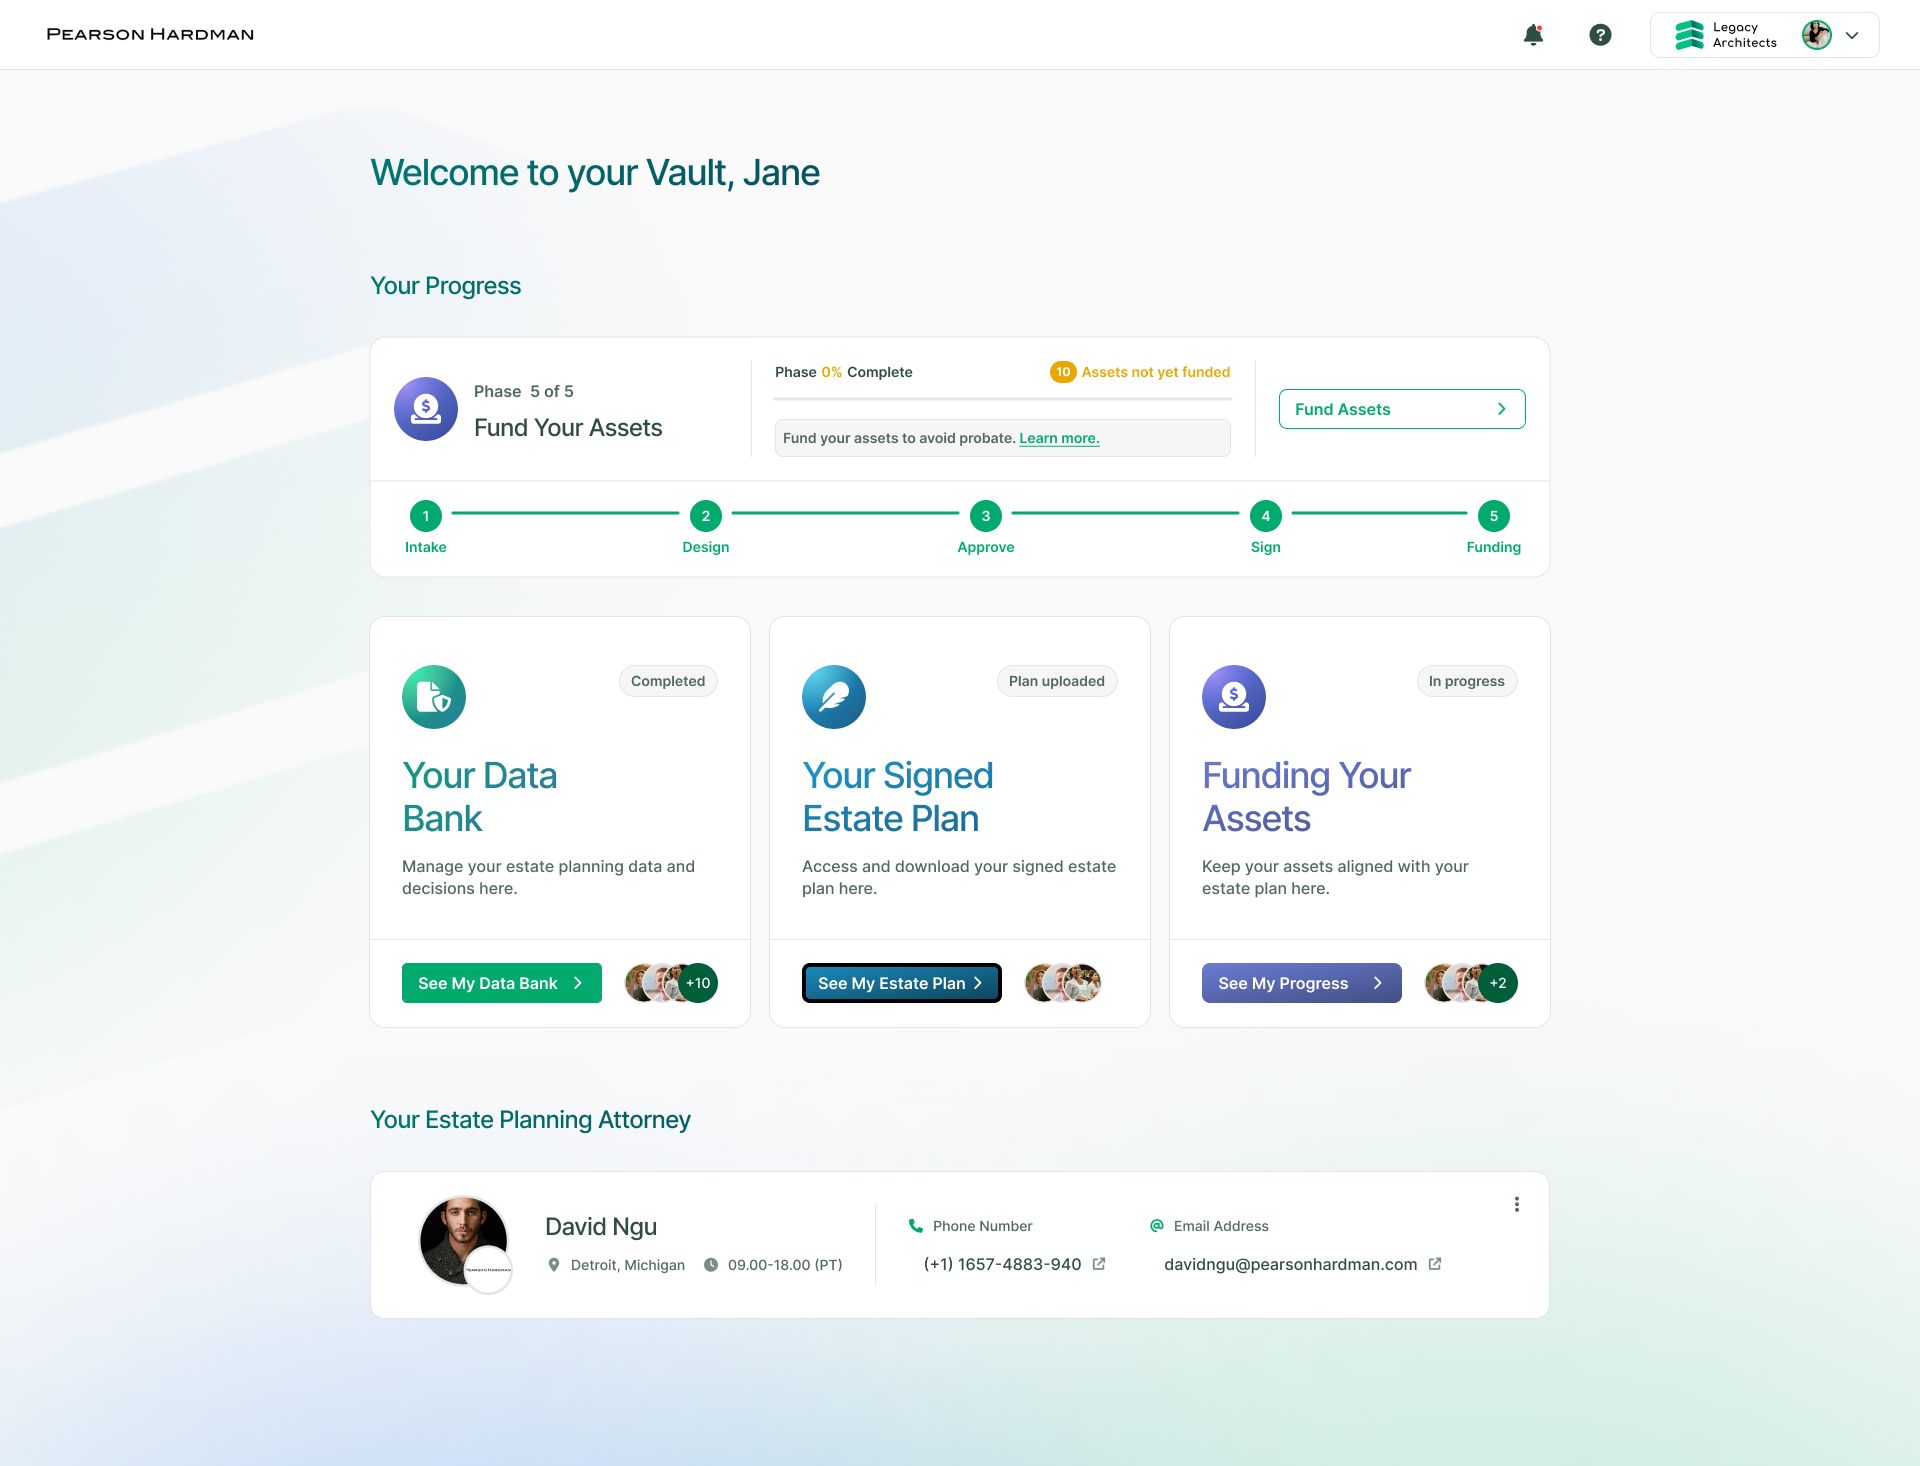 PEARSON HARDMAN
?
Legacy
Architects
Welcome to your Vault, Jane
Your Progress
Phase 5 of 5
Fund Your Assets
Phase 0% Complete
10 Assets not yet funded
Fund your assets to avoid probate. Learn more.
Fund Assets
1
2
3
4
5
Intake
Design
Approve
Sign
Funding
Completed
Your Data
Bank
Manage your estate planning data and
decisions here.
See My Data Bank
+10
Plan uploaded
Your Signed
Estate Plan
Access and download your signed estate
plan here.
See My Estate Plan
$
In progress
Funding Your
Assets
Keep your assets aligned with your
estate plan here.
See My Progress
+2
Your Estate Planning Attorney
PEARSON HARDMAN
David Ngu
Detroit, Michigan
09.00-18.00 (PT)
Phone Number
(+1) 1657-4883-940
Email Address
davidngu@pearsonhardman.com